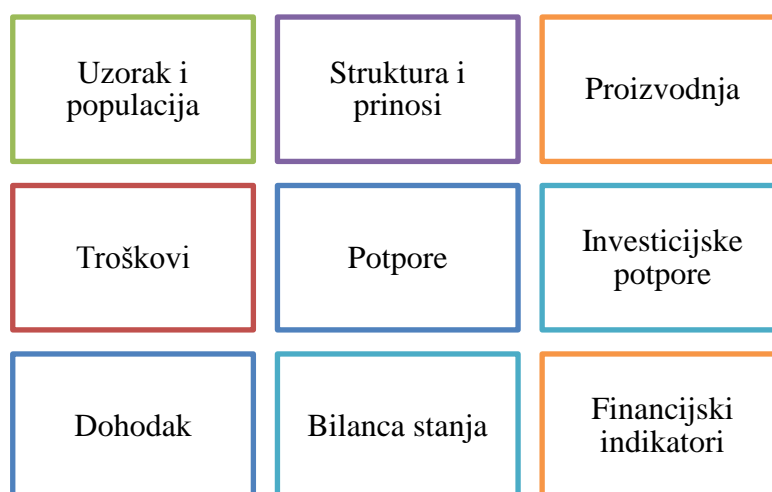 Uzorak i
populacija
Struktura i
prinosi
Proizvodnja
Troškovi
Potpore
Investicijske
potpore
Dohodak
Bilanca stanja
Financijski
indikatori